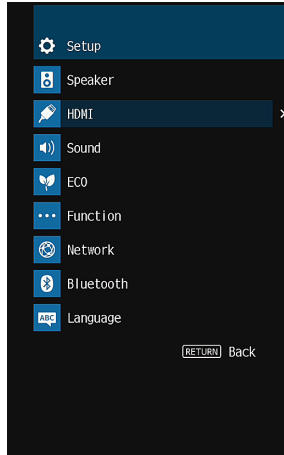 Setup
Speaker
HDMI
Sound
ECO
Function
Network
Bluetooth
ABC Language
RETURN Back